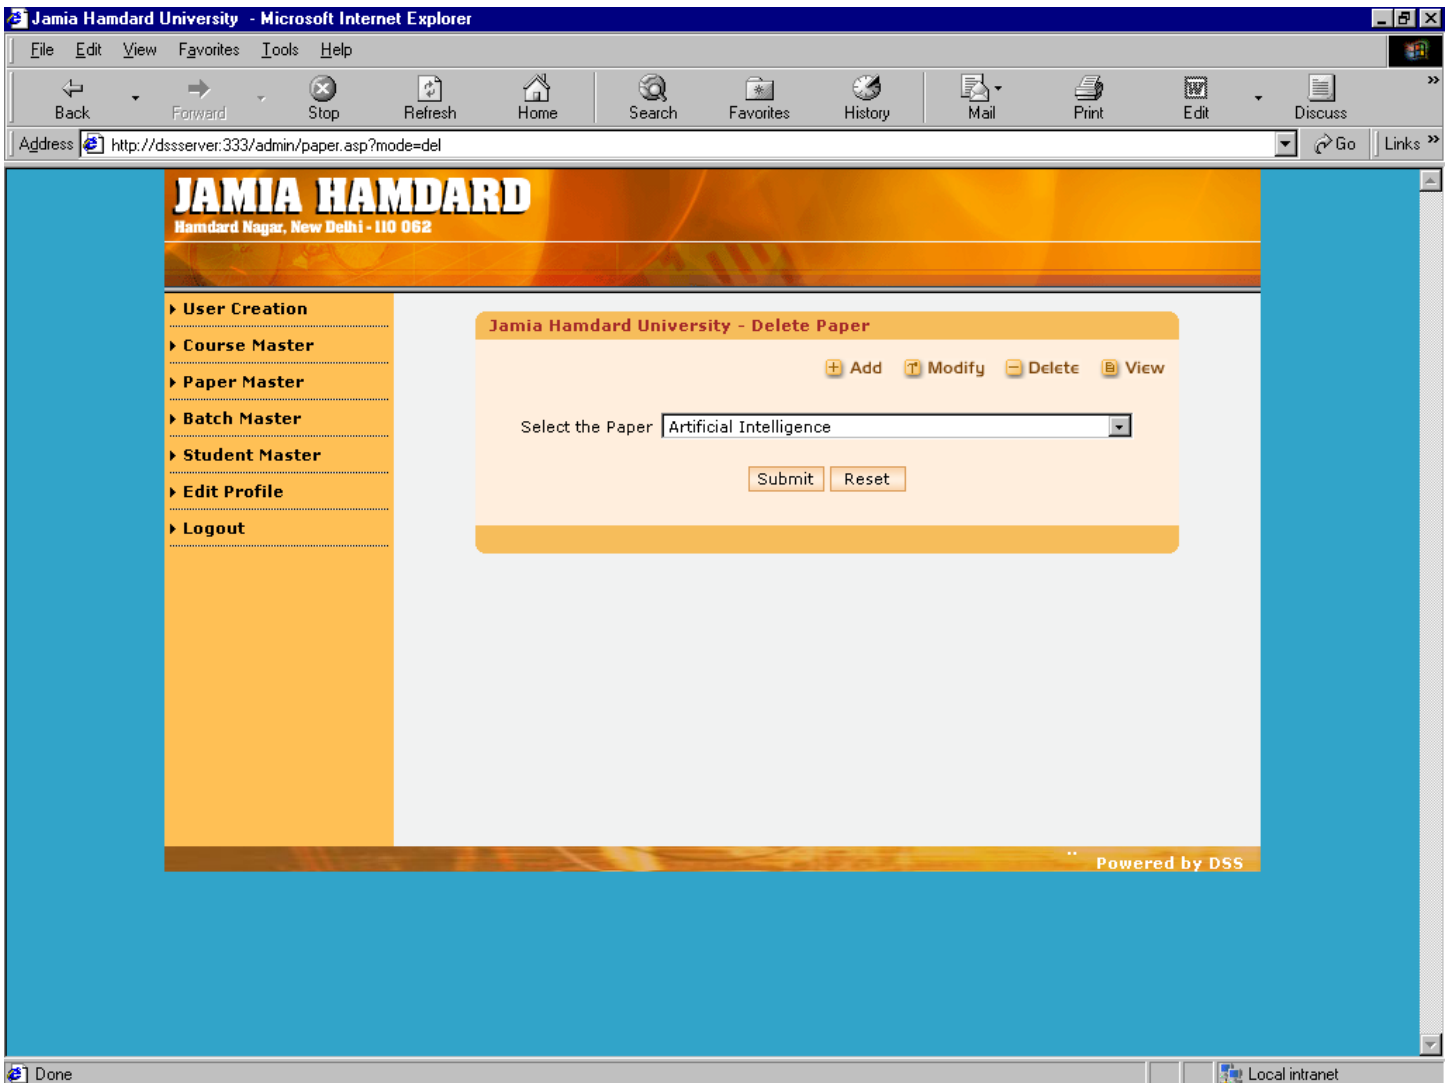 Jamia Hamdard University - Microsoft Internet Explorer
File Edit View Favorites Tools Help
Back Forward Stop Refresh Home Search Favorites History Mail Print Edit Discuss »
Address http://dssserver:333/admin/paper.asp?mode=del Go Links »
JAMIA HAMDARD
Hamdard Nagar, New Delhi - 110 062
User Creation
Course Master
Paper Master
Batch Master
Student Master
Edit Profile
Logout
Jamia Hamdard University - Delete Paper
Add Modify Delete View
Select the Paper Artificial Intelligence
Submit Reset
Powered by DSS
Done Local intranet